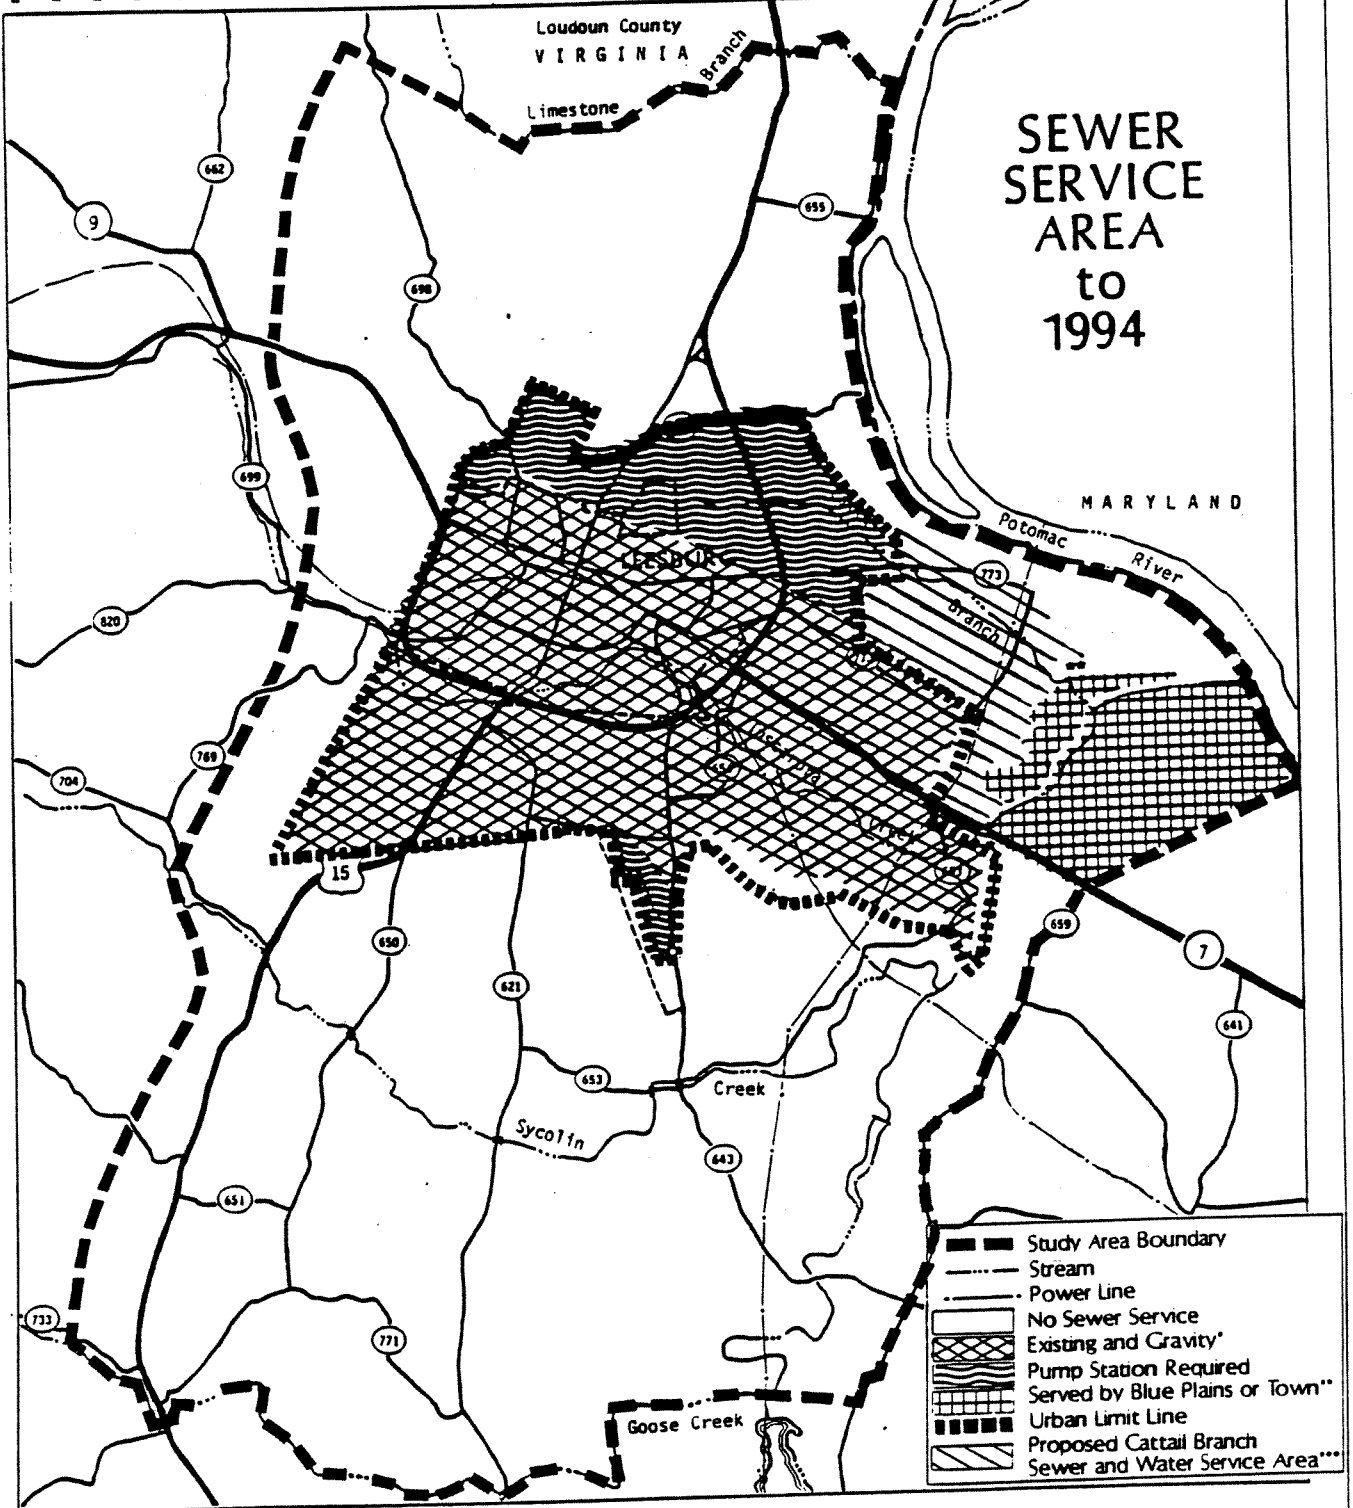 Loudoun County
VIRGINIA
Branch
Limestone
SEWER
SERVICE
AREA
to
1994
662
9
655
698
699
MARYLAND
Potomac
River
773
Branch
820
769
704
15
659
7
650
621
641
653
Creek
Sycolin
643
651
733
771
Goose Creek
Study Area Boundary
Stream
Power Line
No Sewer Service
Existing and Gravity*
Pump Station Required
Served by Blue Plains or Town**
Urban Limit Line
Proposed Cattail Branch
Sewer and Water Service Area***